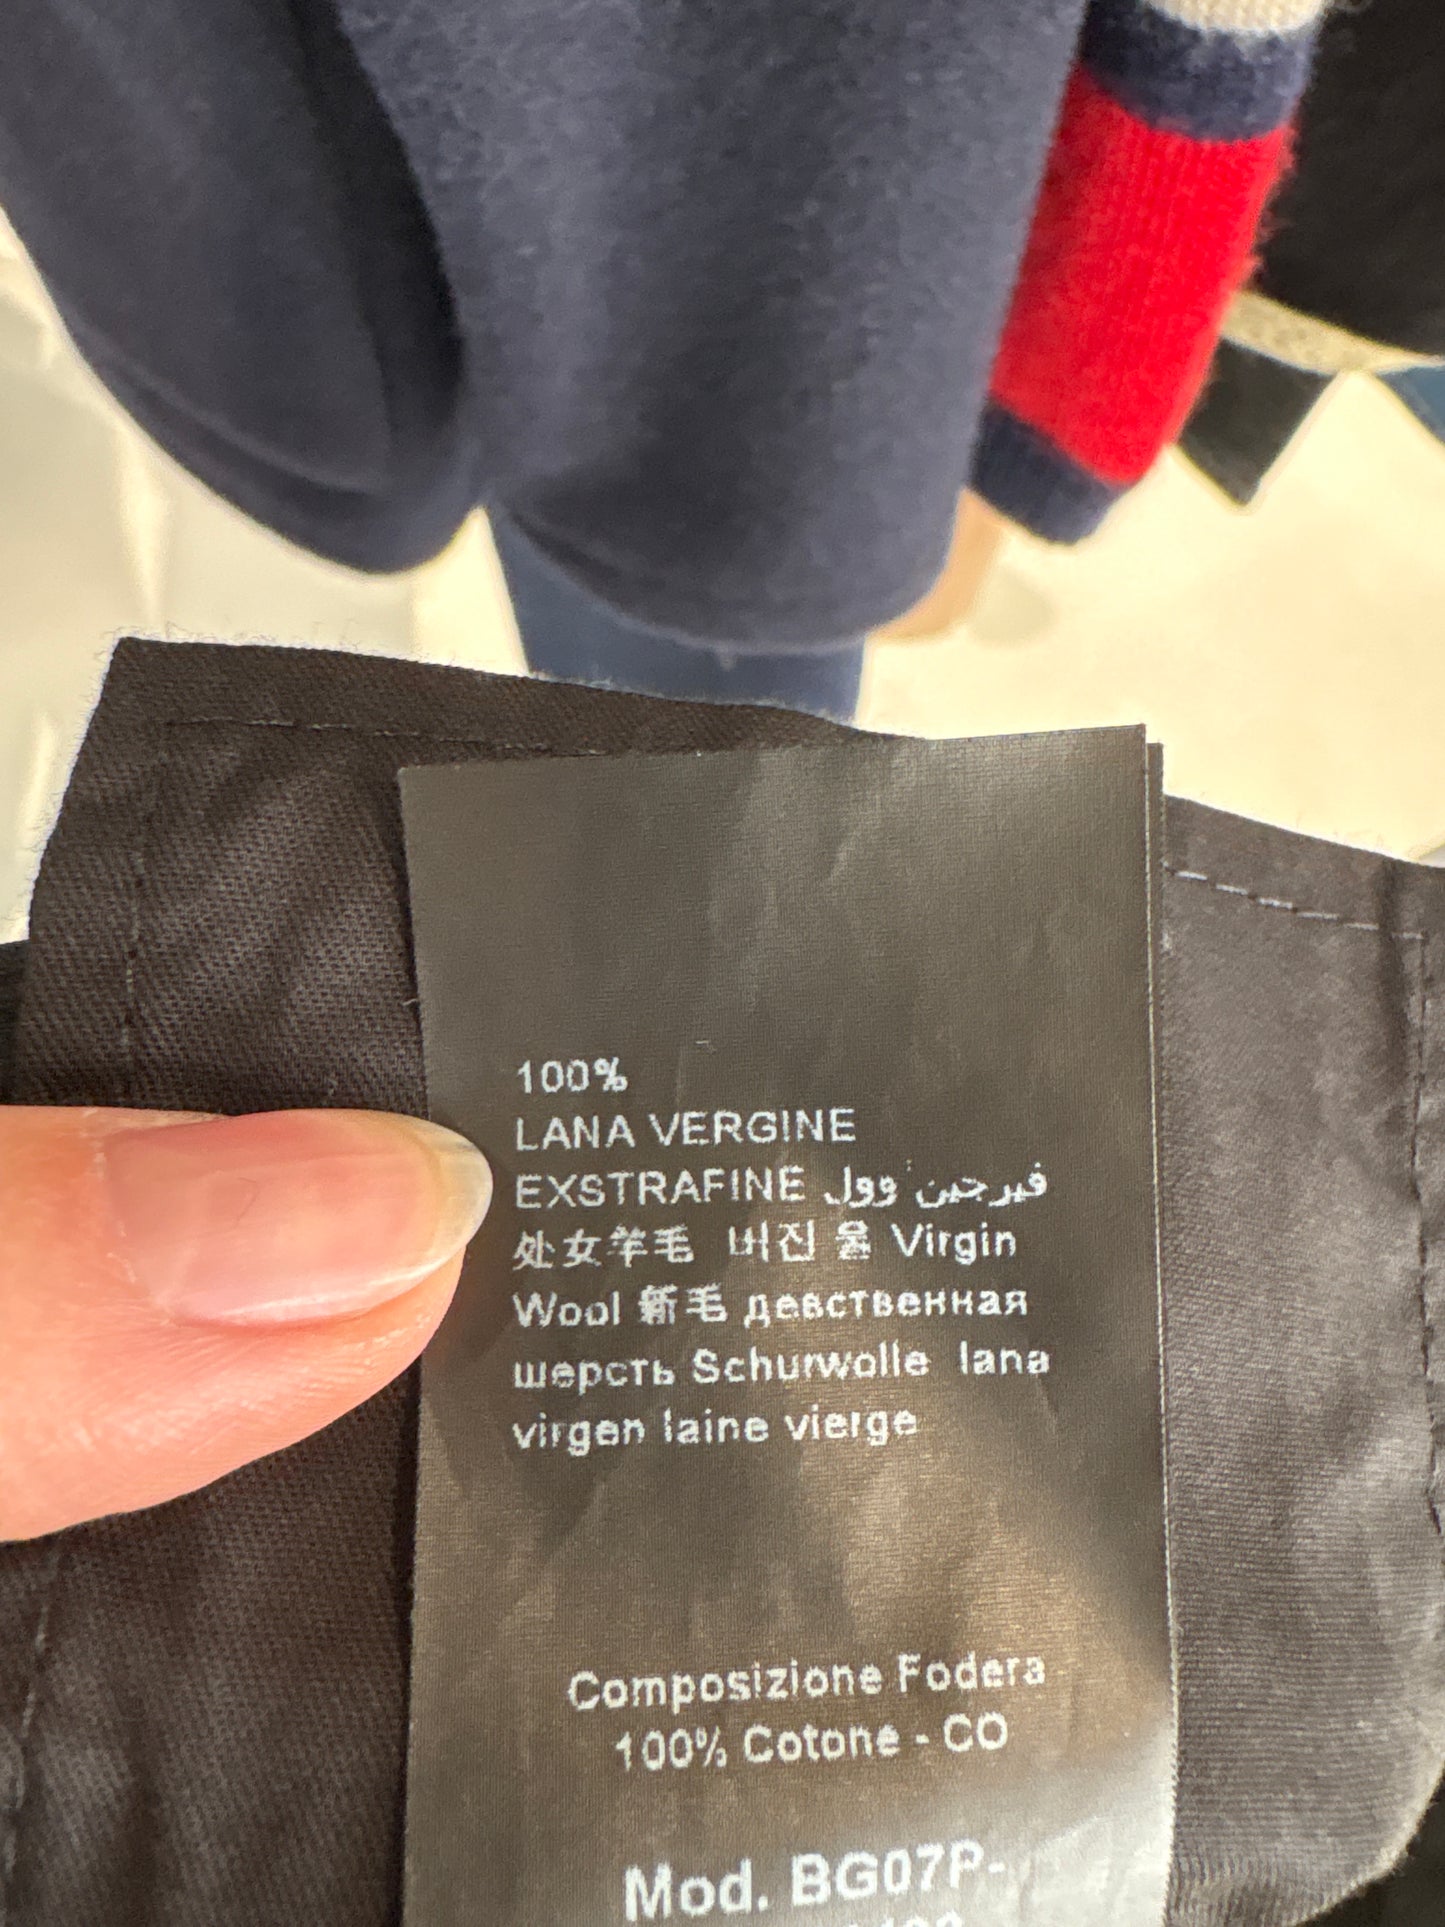 100%
LANA VERGINE
EXSTRAFINE فيرجين وول
处女羊毛 버진 울 Virgin
Wool 新毛 девственная
шерсть Schurwolle lana
virgen laine vierge
Composizione Fodera
100% Cotone - CO
Mod. BG07P-